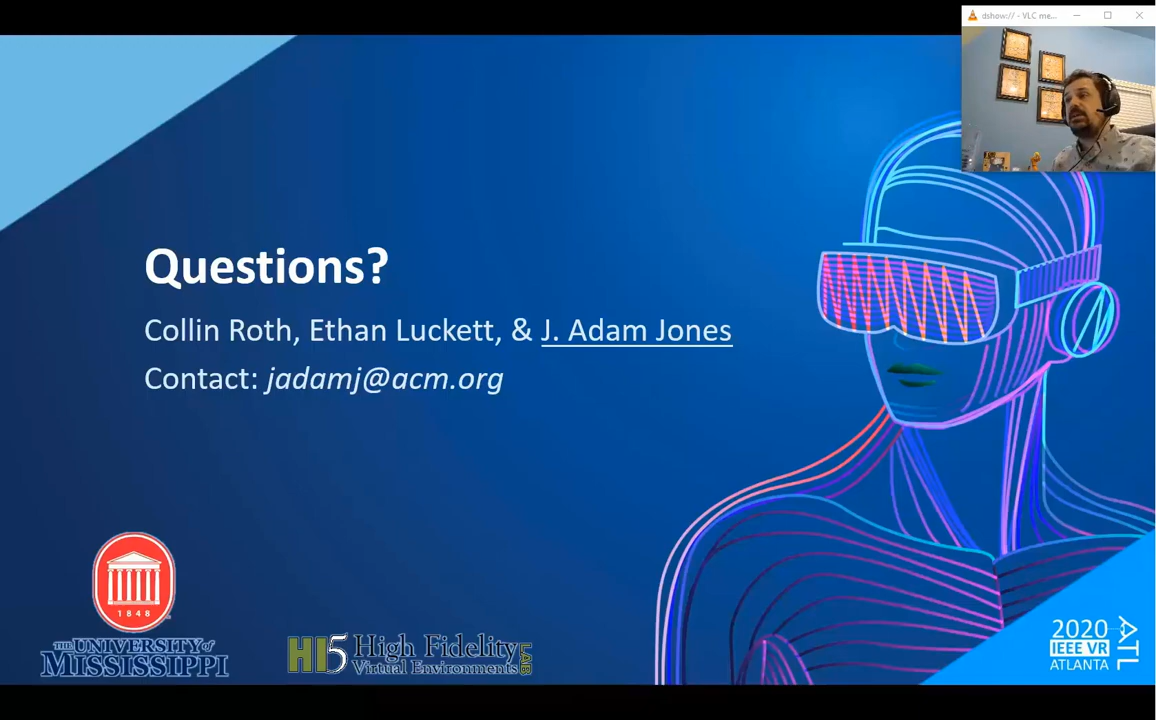 dshow:// - VLC me...
Questions?
Collin Roth, Ethan Luckett, & J. Adam Jones
Contact: jadamj@acm.org
1848
THE UNIVERSITY of
MISSISSIPPI
HI5 High Fidelity
Virtual Environments LAB
2020
IEEE VR
ATLANTA
ATL